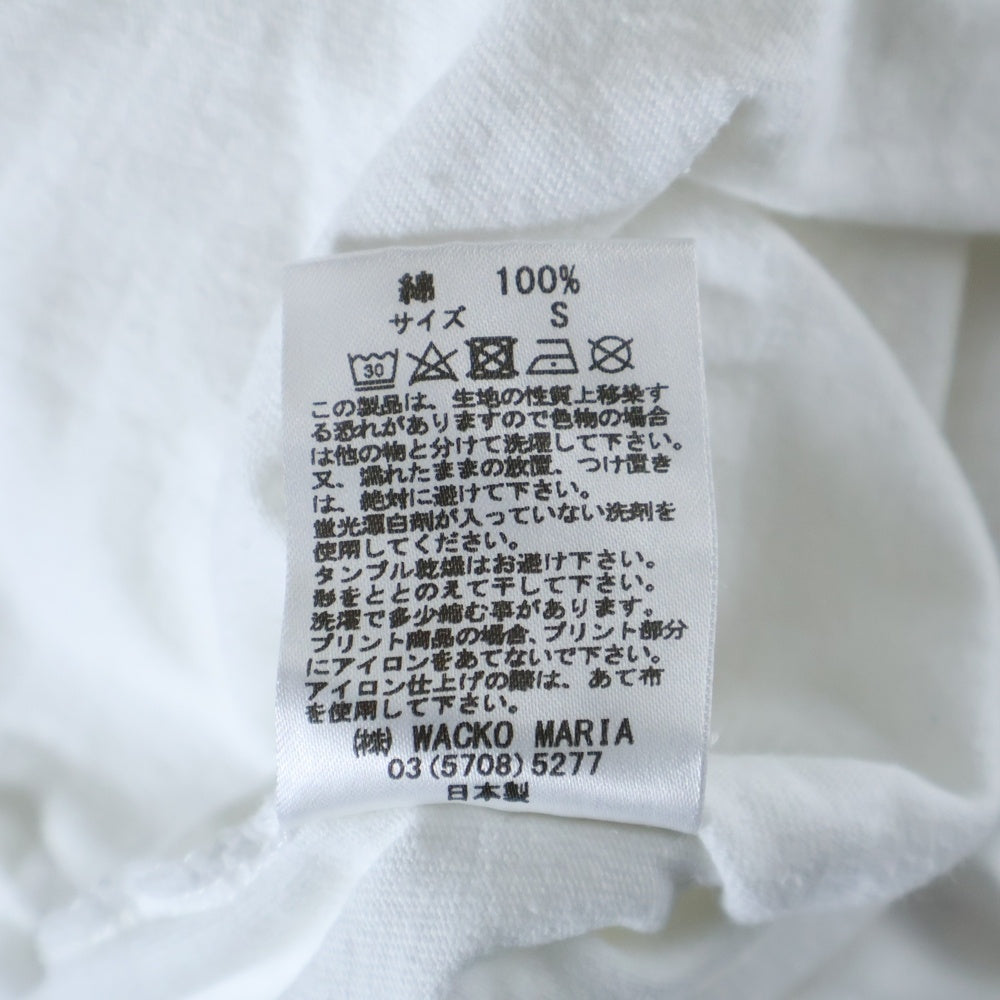 綿 100%
サイズ S
30
この製品は、生地の性質上移染す
る恐れがありますので色物の場合
は他の物と分けて洗濯して下さい。
又、濡れたままの放置、つけ置き
は、絶対に避けて下さい。
蛍光漂白剤が入っていない洗剤を
使用してください。
タンブル乾燥はお避け下さい。
形をととのえて干して下さい。
洗濯で多少縮む事があります。
プリント商品の場合、プリント部分
にアイロンをあてないで下さい。
アイロン仕上げの際は、あて布
を使用して下さい。
(株) WACKO MARIA
03(5708)5277
日本製